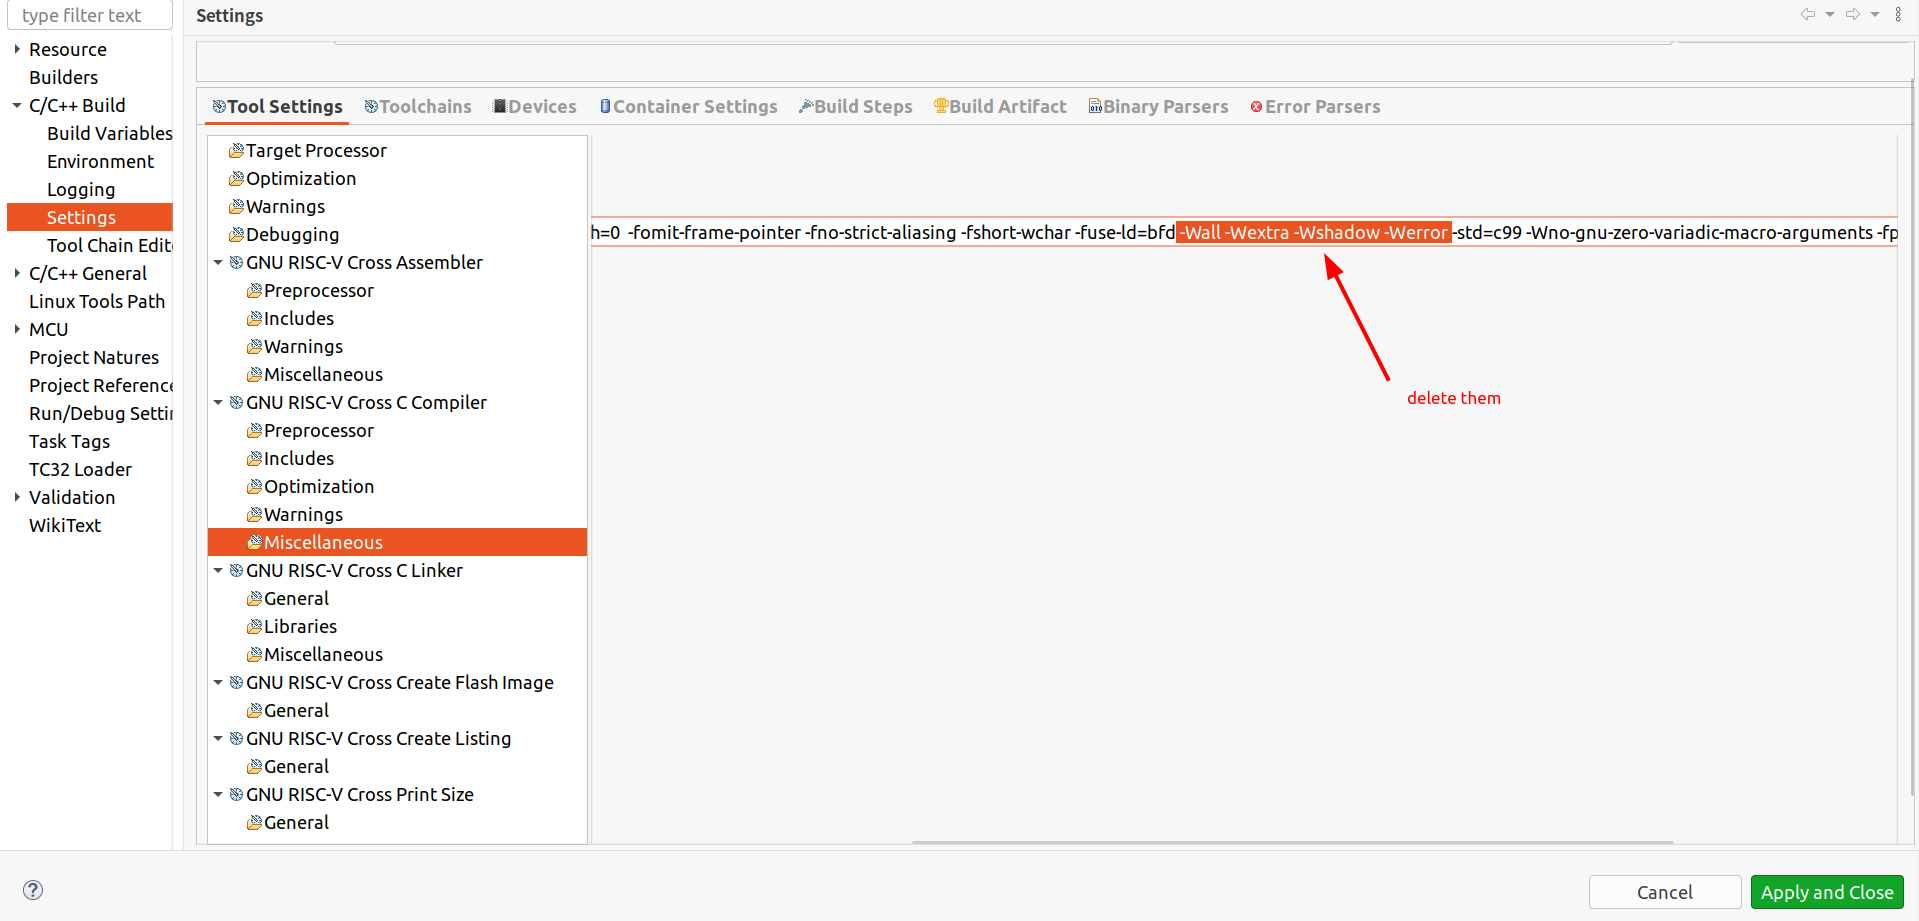 type filter text
Resource
Builders
C/C++ Build
Build Variables
Environment
Logging
Settings
Tool Chain Edit
C/C++ General
Linux Tools Path
MCU
Project Natures
Project Reference
Run/Debug Settin
Task Tags
TC32 Loader
Validation
WikiText
Settings
Tool Settings Toolchains Devices Container Settings Build Steps Build Artifact Binary Parsers Error Parsers
Target Processor
Optimization
Warnings
Debugging
GNU RISC-V Cross Assembler
Preprocessor
Includes
Warnings
Miscellaneous
GNU RISC-V Cross C Compiler
Preprocessor
Includes
Optimization
Warnings
Miscellaneous
GNU RISC-V Cross C Linker
General
Libraries
Miscellaneous
GNU RISC-V Cross Create Flash Image
General
GNU RISC-V Cross Create Listing
General
GNU RISC-V Cross Print Size
General
h=0 -fomit-frame-pointer -fno-strict-aliasing -fshort-wchar -fuse-ld=bfd -Wall -Wextra -Wshadow -Werror -std=c99 -Wno-gnu-zero-variadic-macro-arguments -fp
delete them
Cancel Apply and Close